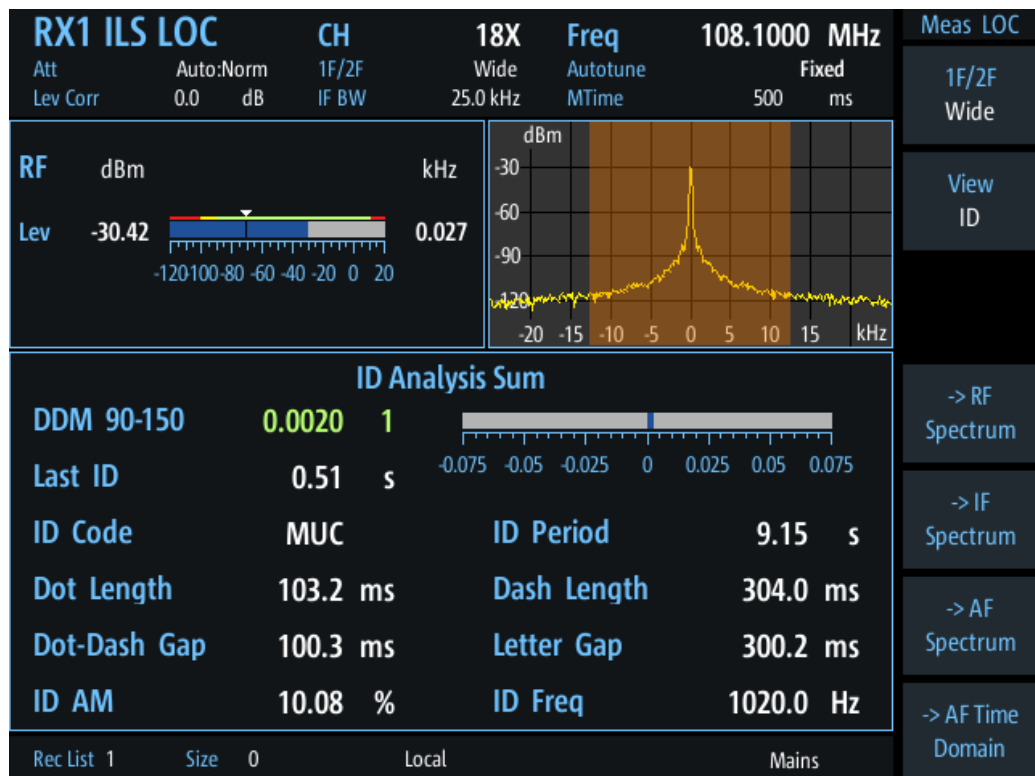 RX1 ILS LOC CH 18X Freq 108.1000 MHz
Att Auto:Norm 1F/2F Wide Autotune Fixed
Lev Corr 0.0 dB IF BW 25.0 kHz MTime 500 ms
Meas LOC
1F/2F
Wide
View
ID
-> RF
Spectrum
-> IF
Spectrum
-> AF
Spectrum
-> AF Time
Domain
RF dBm kHz
Lev -30.42 0.027
-120 -100 -80 -60 -40 -20 0 20
dBm
-30
-60
-90
-120
-20 -15 -10 -5 0 5 10 15 kHz
ID Analysis Sum
DDM 90-150 0.0020 1
-0.075 -0.05 -0.025 0 0.025 0.05 0.075
Last ID 0.51 s
ID Code MUC ID Period 9.15 s
Dot Length 103.2 ms Dash Length 304.0 ms
Dot-Dash Gap 100.3 ms Letter Gap 300.2 ms
ID AM 10.08 % ID Freq 1020.0 Hz
Rec List 1 Size 0 Local Mains